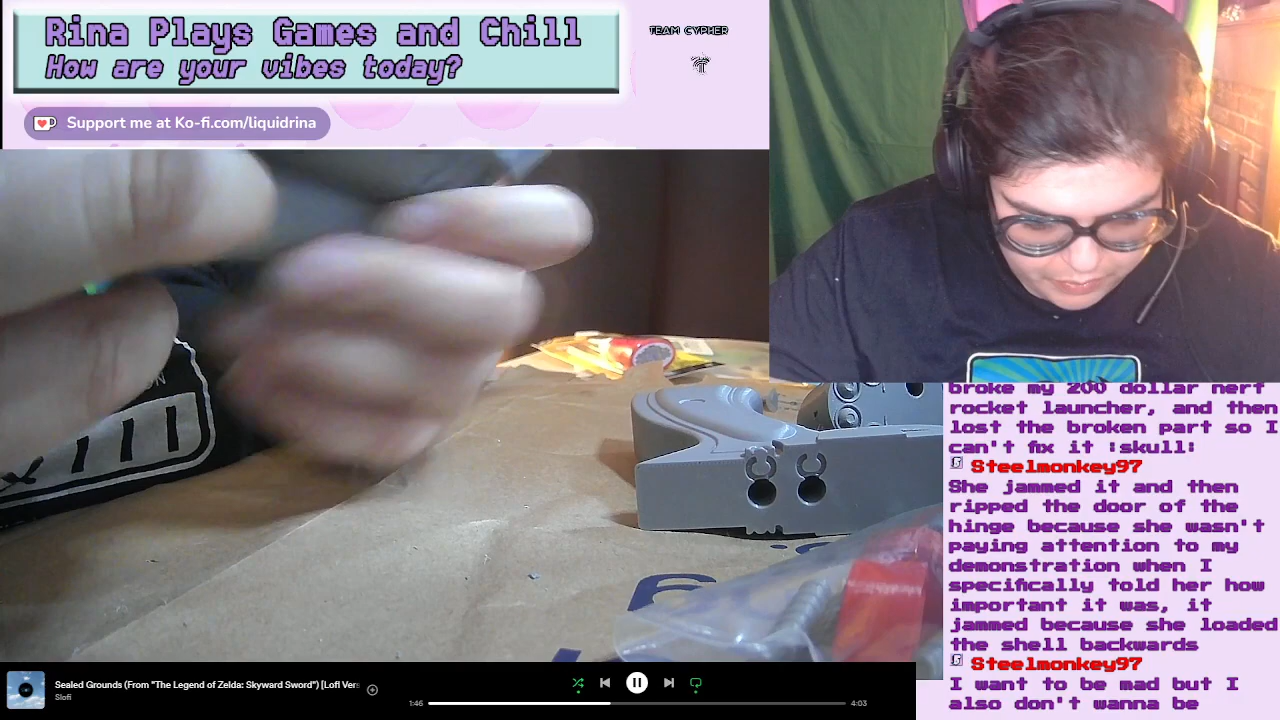 Rina Plays Games and Chill
How are your vibes today?
TEAM CYPHER
Support me at Ko-fi.com/liquidrina
broke my 200 dollar nerf
rocket launcher, and then
lost the broken part so I
can't fix it :skull:
Steelmonkey97
She jammed it and then
ripped the door of the
hinge because she wasn't
paying attention to my
demonstration when I
specifically told her how
important it was, it
jammed because she loaded
the shell backwards
Steelmonkey97
I want to be mad but I
also don't wanna be
Sealed Grounds (From "The Legend of Zelda: Skyward Sword") [Lofi Vers
Slofi
1:46
4:03